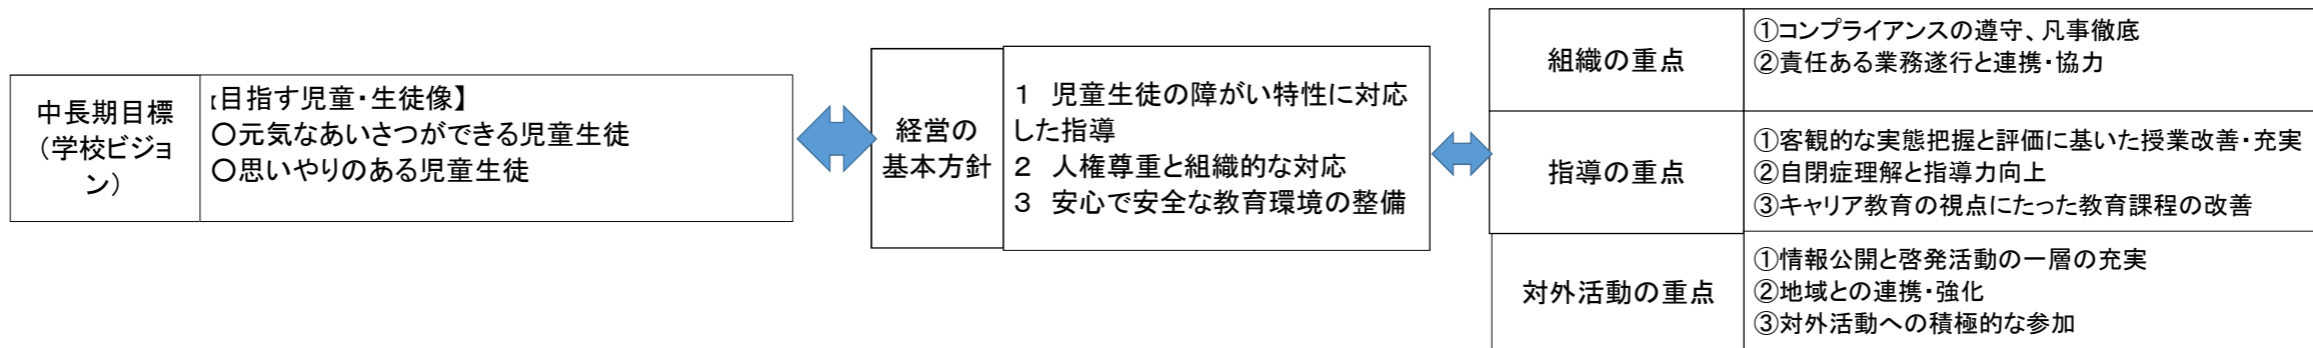 中長期目標
（学校ビジョ
ン）
【目指す児童・生徒像】
〇元気なあいさつができる児童生徒
〇思いやりのある児童生徒
経営の
基本方針
１　児童生徒の障がい特性に対応
した指導
２　人権尊重と組織的な対応
３　安心で安全な教育環境の整備
組織の重点
①コンプライアンスの遵守、凡事徹底
②責任ある業務遂行と連携・協力
指導の重点
①客観的な実態把握と評価に基いた授業改善・充実
②自閉症理解と指導力向上
③キャリア教育の視点にたった教育課程の改善
対外活動の重点
①情報公開と啓発活動の一層の充実
②地域との連携・強化
③対外活動への積極的な参加